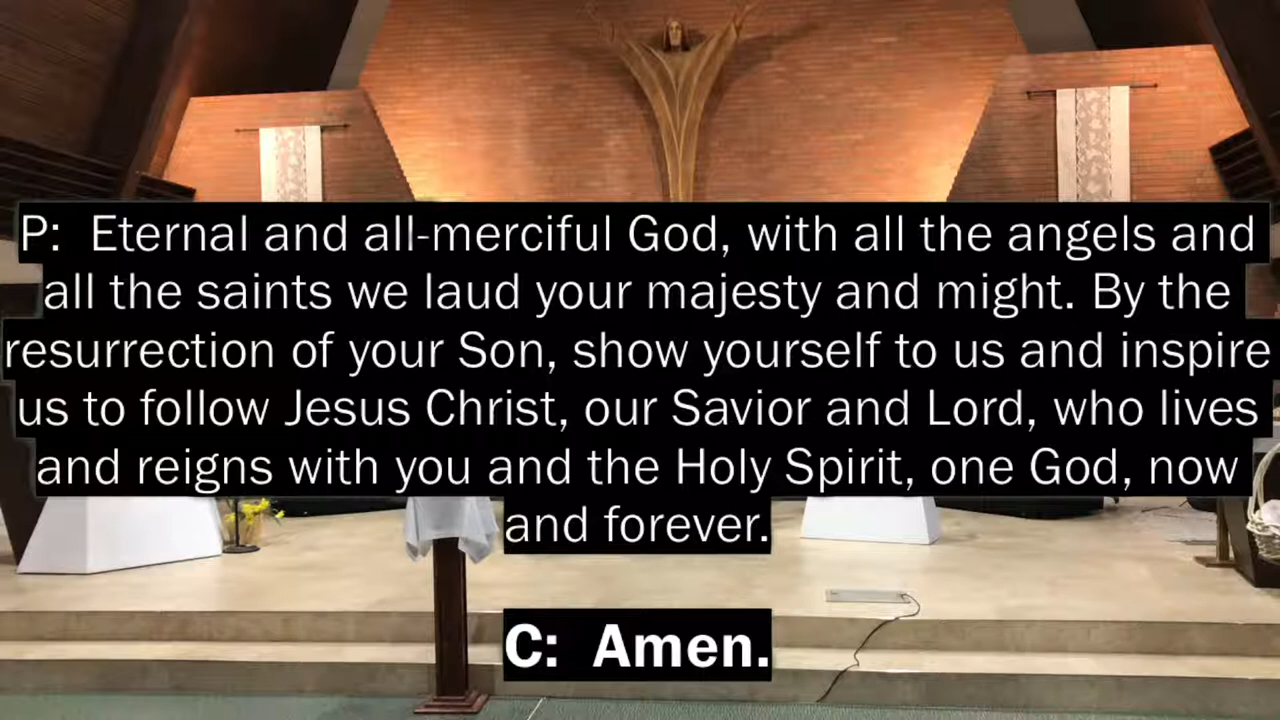 P:  Eternal and all-merciful God, with all the angels and
all the saints we laud your majesty and might. By the
resurrection of your Son, show yourself to us and inspire
us to follow Jesus Christ, our Savior and Lord, who lives
and reigns with you and the Holy Spirit, one God, now
and forever.
C:  Amen.